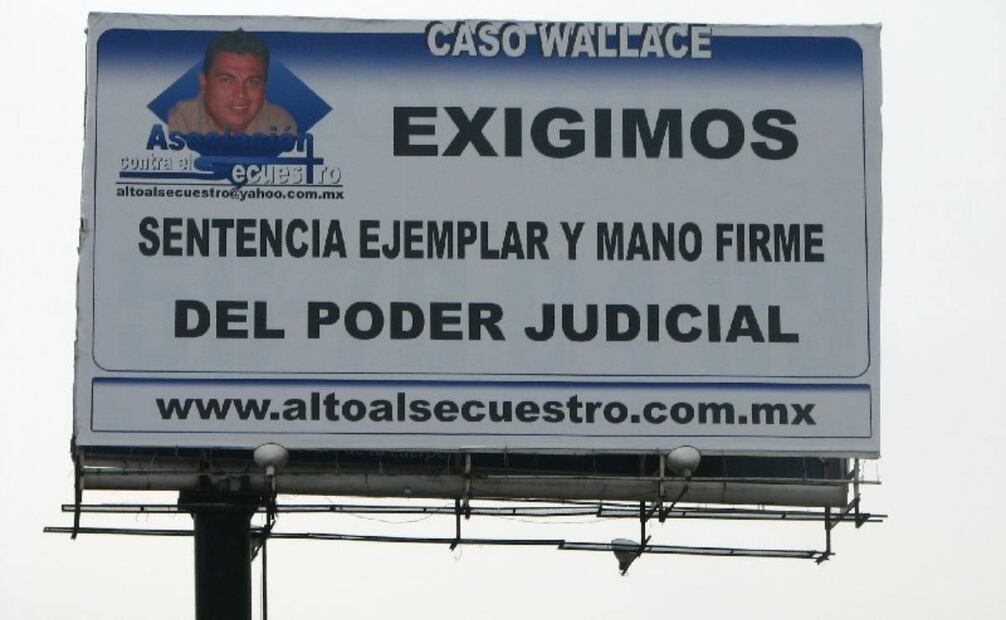 CASO WALLACE
Asociación
contra el
Secuestro
altoalsecuestro@yahoo.com.mx
EXIGIMOS
SENTENCIA EJEMPLAR Y MANO FIRME
DEL PODER JUDICIAL
www.altoalsecuestro.com.mx